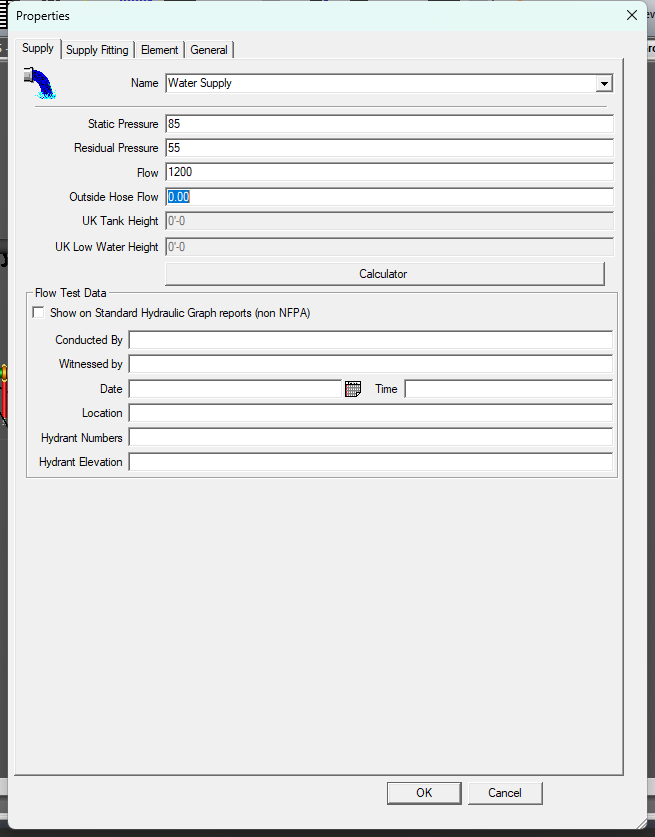 Properties
Supply Supply Fitting Element General
Name Water Supply
Static Pressure 85
Residual Pressure 55
Flow 1200
Outside Hose Flow 0.00
UK Tank Height 0'-0
UK Low Water Height 0'-0
Calculator
Flow Test Data
Show on Standard Hydraulic Graph reports (non NFPA)
Conducted By
Witnessed by
Date Time
Location
Hydrant Numbers
Hydrant Elevation
OK Cancel